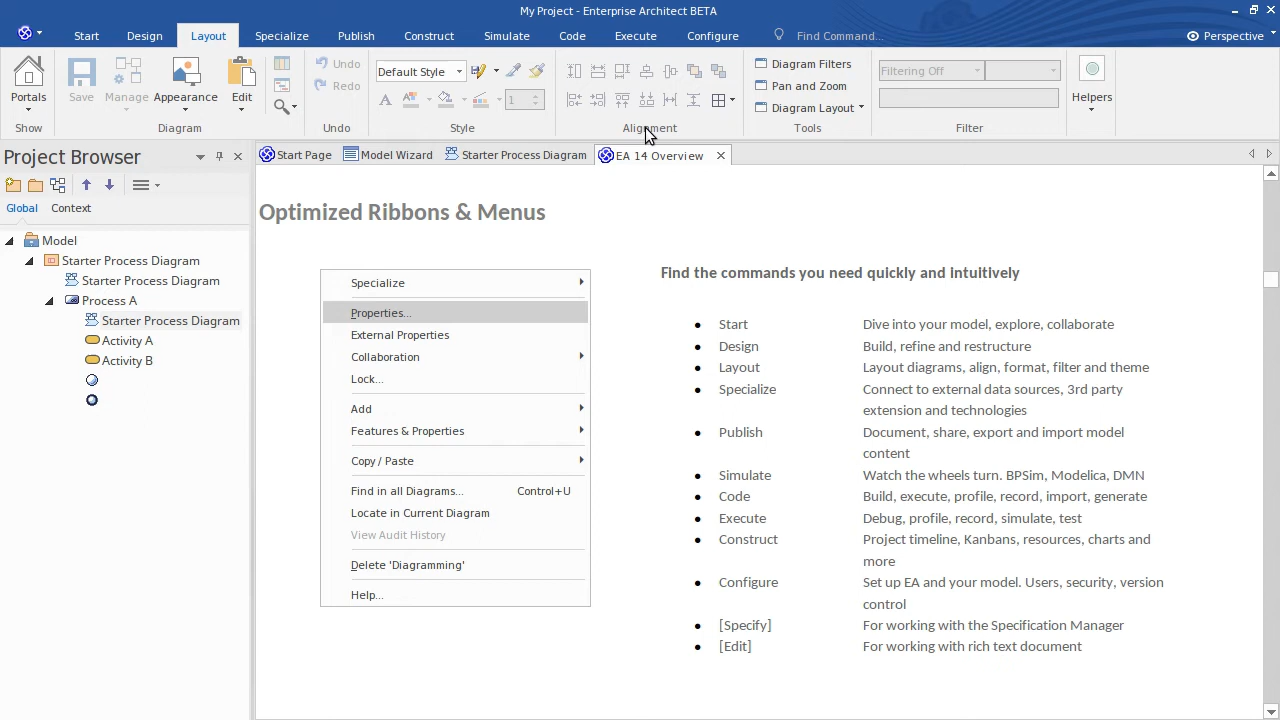 My Project - Enterprise Architect BETA
Start Design Layout Specialize Publish Construct Simulate Code Execute Configure Find Command... Perspective
Portals
Show
Save Manage Appearance Edit
Diagram
Undo
Redo
Undo
Default Style
1
Style
Alignment
Diagram Filters
Pan and Zoom
Diagram Layout
Tools
Filtering Off
Filter
Helpers
Project Browser
Start Page Model Wizard Starter Process Diagram EA 14 Overview
Global Context
Model
Starter Process Diagram
Starter Process Diagram
Process A
Starter Process Diagram
Activity A
Activity B
Optimized Ribbons & Menus
Specialize
Properties...
External Properties
Collaboration
Lock...
Add
Features & Properties
Copy / Paste
Find in all Diagrams... Control+U
Locate in Current Diagram
View Audit History
Delete 'Diagramming'
Help...
Find the commands you need quickly and intuitively
• Start Dive into your model, explore, collaborate
• Design Build, refine and restructure
• Layout Layout diagrams, align, format, filter and theme
• Specialize Connect to external data sources, 3rd party
extension and technologies
• Publish Document, share, export and import model
content
• Simulate Watch the wheels turn. BPSim, Modelica, DMN
• Code Build, execute, profile, record, import, generate
• Execute Debug, profile, record, simulate, test
• Construct Project timeline, Kanbans, resources, charts and
more
• Configure Set up EA and your model. Users, security, version
control
• [Specify] For working with the Specification Manager
• [Edit] For working with rich text document